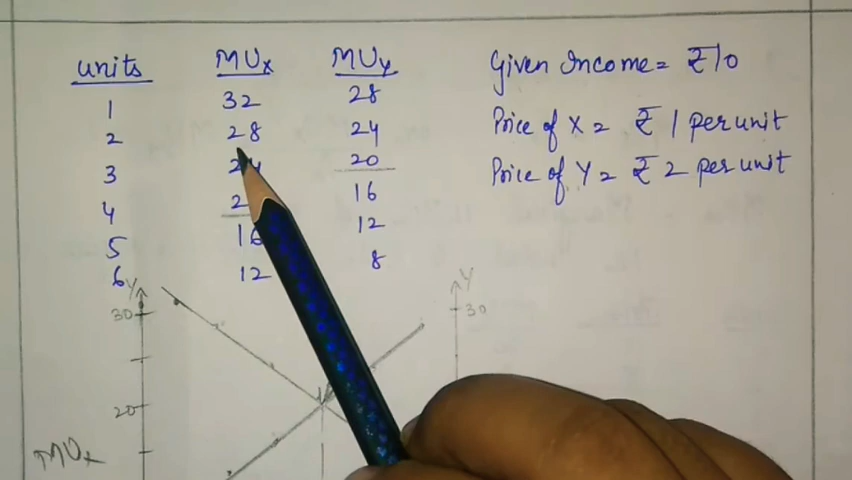 units MUx MUy
1 32 28
2 28 24
3 20
4 16
5 16 12
6 12 8
Given Income = ₹10
Price of X = ₹ 1 per unit
Price of Y = ₹ 2 per unit
Y
30
20
MUx
Y
30